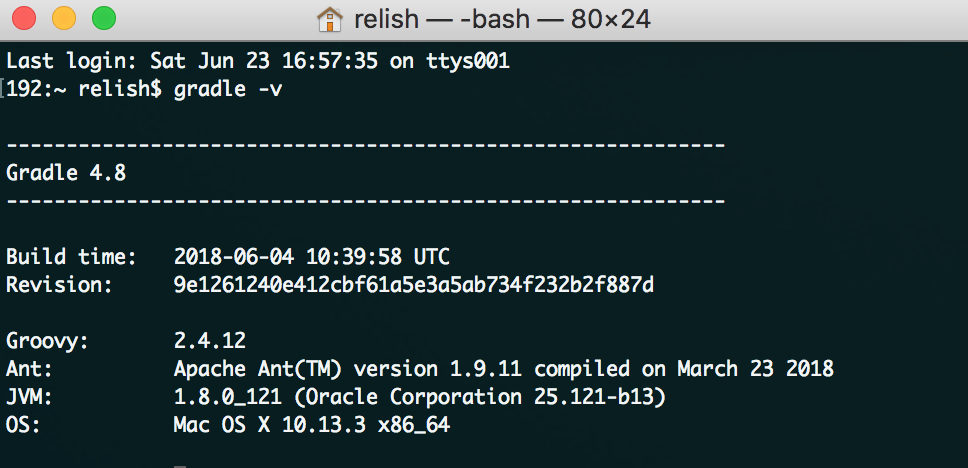 relish — -bash — 80×24
Last login: Sat Jun 23 16:57:35 on ttys001
[192:~ relish$ gradle -v
------------------------------------------------------------
Gradle 4.8
------------------------------------------------------------
Build time:   2018-06-04 10:39:58 UTC
Revision:     9e1261240e412cbf61a5e3a5ab734f232b2f887d
Groovy:       2.4.12
Ant:          Apache Ant(TM) version 1.9.11 compiled on March 23 2018
JVM:          1.8.0_121 (Oracle Corporation 25.121-b13)
OS:           Mac OS X 10.13.3 x86_64